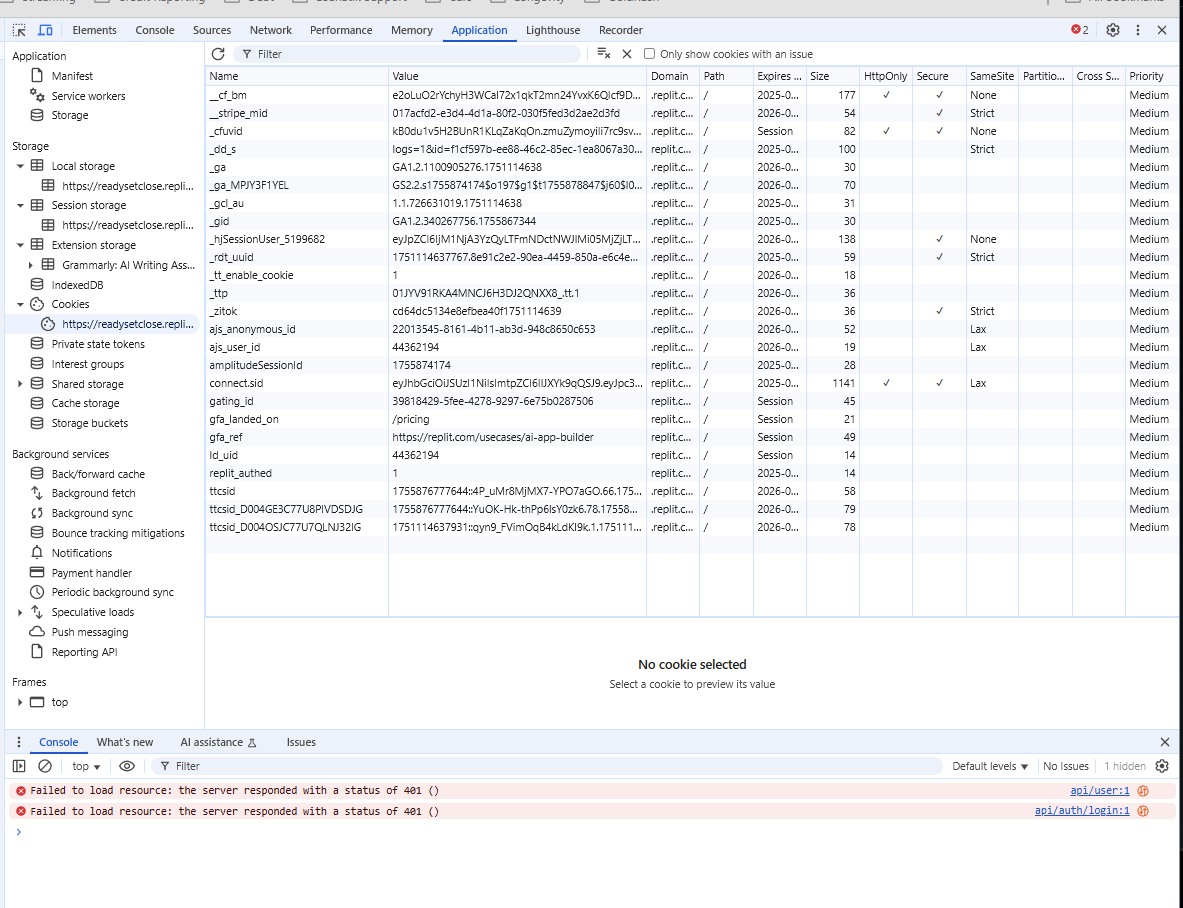 Elements Console Sources Network Performance Memory Application Lighthouse Recorder 2
Application
Manifest
Service workers
Storage
Storage
Local storage
https://readysetclose.repli...
Session storage
https://readysetclose.repli...
Extension storage
Grammarly: AI Writing Ass...
IndexedDB
Cookies
https://readysetclose.repli...
Private state tokens
Interest groups
Shared storage
Cache storage
Storage buckets
Background services
Back/forward cache
Background fetch
Background sync
Bounce tracking mitigations
Notifications
Payment handler
Periodic background sync
Speculative loads
Push messaging
Reporting API
Frames
top
Filter Only show cookies with an issue
Name Value Domain Path Expires ... Size HttpOnly Secure SameSite Partitio... Cross S... Priority
__cf_bm .replit.c... / 2025-0... 177 ✓ ✓ None Medium
__stripe_mid 017acfd2-e3d4-4d1a-80f2-030f5fed3d2ae2d3fd .replit.c... / 2026-0... 54 ✓ Strict Medium
_cfuvid .replit.c... / Session 82 ✓ ✓ None Medium
_dd_s logs=1&id=f1cf597b-ee88-46c2-85ec-1ea8067a30... replit.c... / 2025-0... 100 Strict Medium
_ga GA1.2.1100905276.1751114638 .replit.c... / 2026-0... 30 Medium
_ga_MPJY3F1YEL GS2.2.s1755874174$o197$g1$t1755878847$j60$l0... .replit.c... / 2026-0... 70 Medium
_gcl_au 1.1.726631019.1751114638 .replit.c... / 2025-0... 31 Medium
_gid GA1.2.340267756.1755867344 .replit.c... / 2025-0... 30 Medium
_hjSessionUser_5199682 .replit.c... / 2026-0... 138 ✓ None Medium
_rdt_uuid 1751114637767.8e91c2e2-90ea-4459-850a-e6c4e... .replit.c... / 2025-0... 59 ✓ Strict Medium
_tt_enable_cookie 1 .replit.c... / 2026-0... 18 Medium
_ttp 01JYV91RKA4MNCJ6H3DJ2QNXX8_.tt.1 .replit.c... / 2026-0... 36 Medium
_zitok cd64dc5134e8efbea40f1751114639 .replit.c... / 2026-0... 36 ✓ Strict Medium
ajs_anonymous_id 22013545-8161-4b11-ab3d-948c8650c653 .replit.c... / 2026-0... 52 Lax Medium
ajs_user_id 44362194 .replit.c... / 2026-0... 19 Lax Medium
amplitudeSessionId 1755874174 replit.c... / 2025-0... 28 Medium
connect.sid replit.c... / 2025-0... 1141 ✓ ✓ Lax Medium
gating_id 39818429-5fee-4278-9297-6e75b0287506 replit.c... / Session 45 Medium
gfa_landed_on /pricing replit.c... / Session 21 Medium
gfa_ref https://replit.com/usecases/ai-app-builder replit.c... / Session 49 Medium
ld_uid 44362194 replit.c... / Session 14 Medium
replit_authed 1 replit.c... / 2025-0... 14 Medium
ttcsid 1755876777644::4P_uMr8MjMX7-YPO7aGO.66.175... .replit.c... / 2026-0... 58 Medium
ttcsid_D004GE3C77U8PIVDSDJG 1755876777644::YuOK-Hk-thPp6lsY0zk6.78.17558... .replit.c... / 2026-0... 79 Medium
ttcsid_D004OSJC77U7QLNJ32IG 1751114637931::qyn9_FVimOqB4kLdKI9k.1.175111... .replit.c... / 2026-0... 78 Medium
No cookie selected
Select a cookie to preview its value
Console What's new AI assistance Issues
top Filter Default levels No Issues 1 hidden
Failed to load resource: the server responded with a status of 401 () api/user:1
Failed to load resource: the server responded with a status of 401 () api/auth/login:1